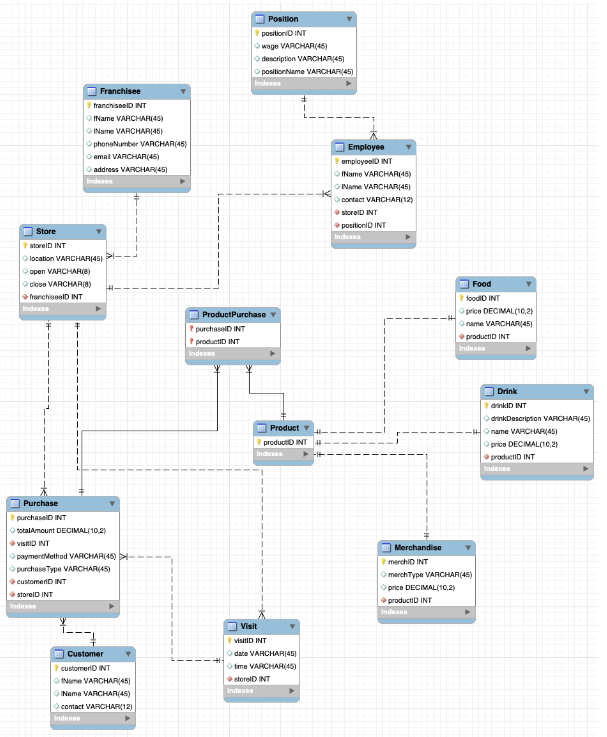 Position
positionID INT
wage VARCHAR(45)
description VARCHAR(45)
positionName VARCHAR(45)
Indexes
Franchisee
franchiseeID INT
fName VARCHAR(45)
lName VARCHAR(45)
phoneNumber VARCHAR(45)
email VARCHAR(45)
address VARCHAR(45)
Indexes
Employee
employeeID INT
fName VARCHAR(45)
lName VARCHAR(45)
contact VARCHAR(12)
storeID INT
positionID INT
Indexes
Store
storeID INT
location VARCHAR(45)
open VARCHAR(8)
close VARCHAR(8)
franchiseeID INT
Indexes
Food
foodID INT
price DECIMAL(10,2)
name VARCHAR(45)
productID INT
Indexes
ProductPurchase
purchaseID INT
productID INT
Indexes
Drink
drinkID INT
drinkDescription VARCHAR(45)
name VARCHAR(45)
price DECIMAL(10,2)
productID INT
Indexes
Product
productID INT
Indexes
Purchase
purchaseID INT
totalAmount DECIMAL(10,2)
visitID INT
paymentMethod VARCHAR(45)
purchaseType VARCHAR(45)
customerID INT
storeID INT
Indexes
Merchandise
merchID INT
merchType VARCHAR(45)
price DECIMAL(10,2)
productID INT
Indexes
Visit
visitID INT
date VARCHAR(45)
time VARCHAR(45)
storeID INT
Indexes
Customer
customerID INT
fName VARCHAR(45)
lName VARCHAR(45)
contact VARCHAR(12)
Indexes